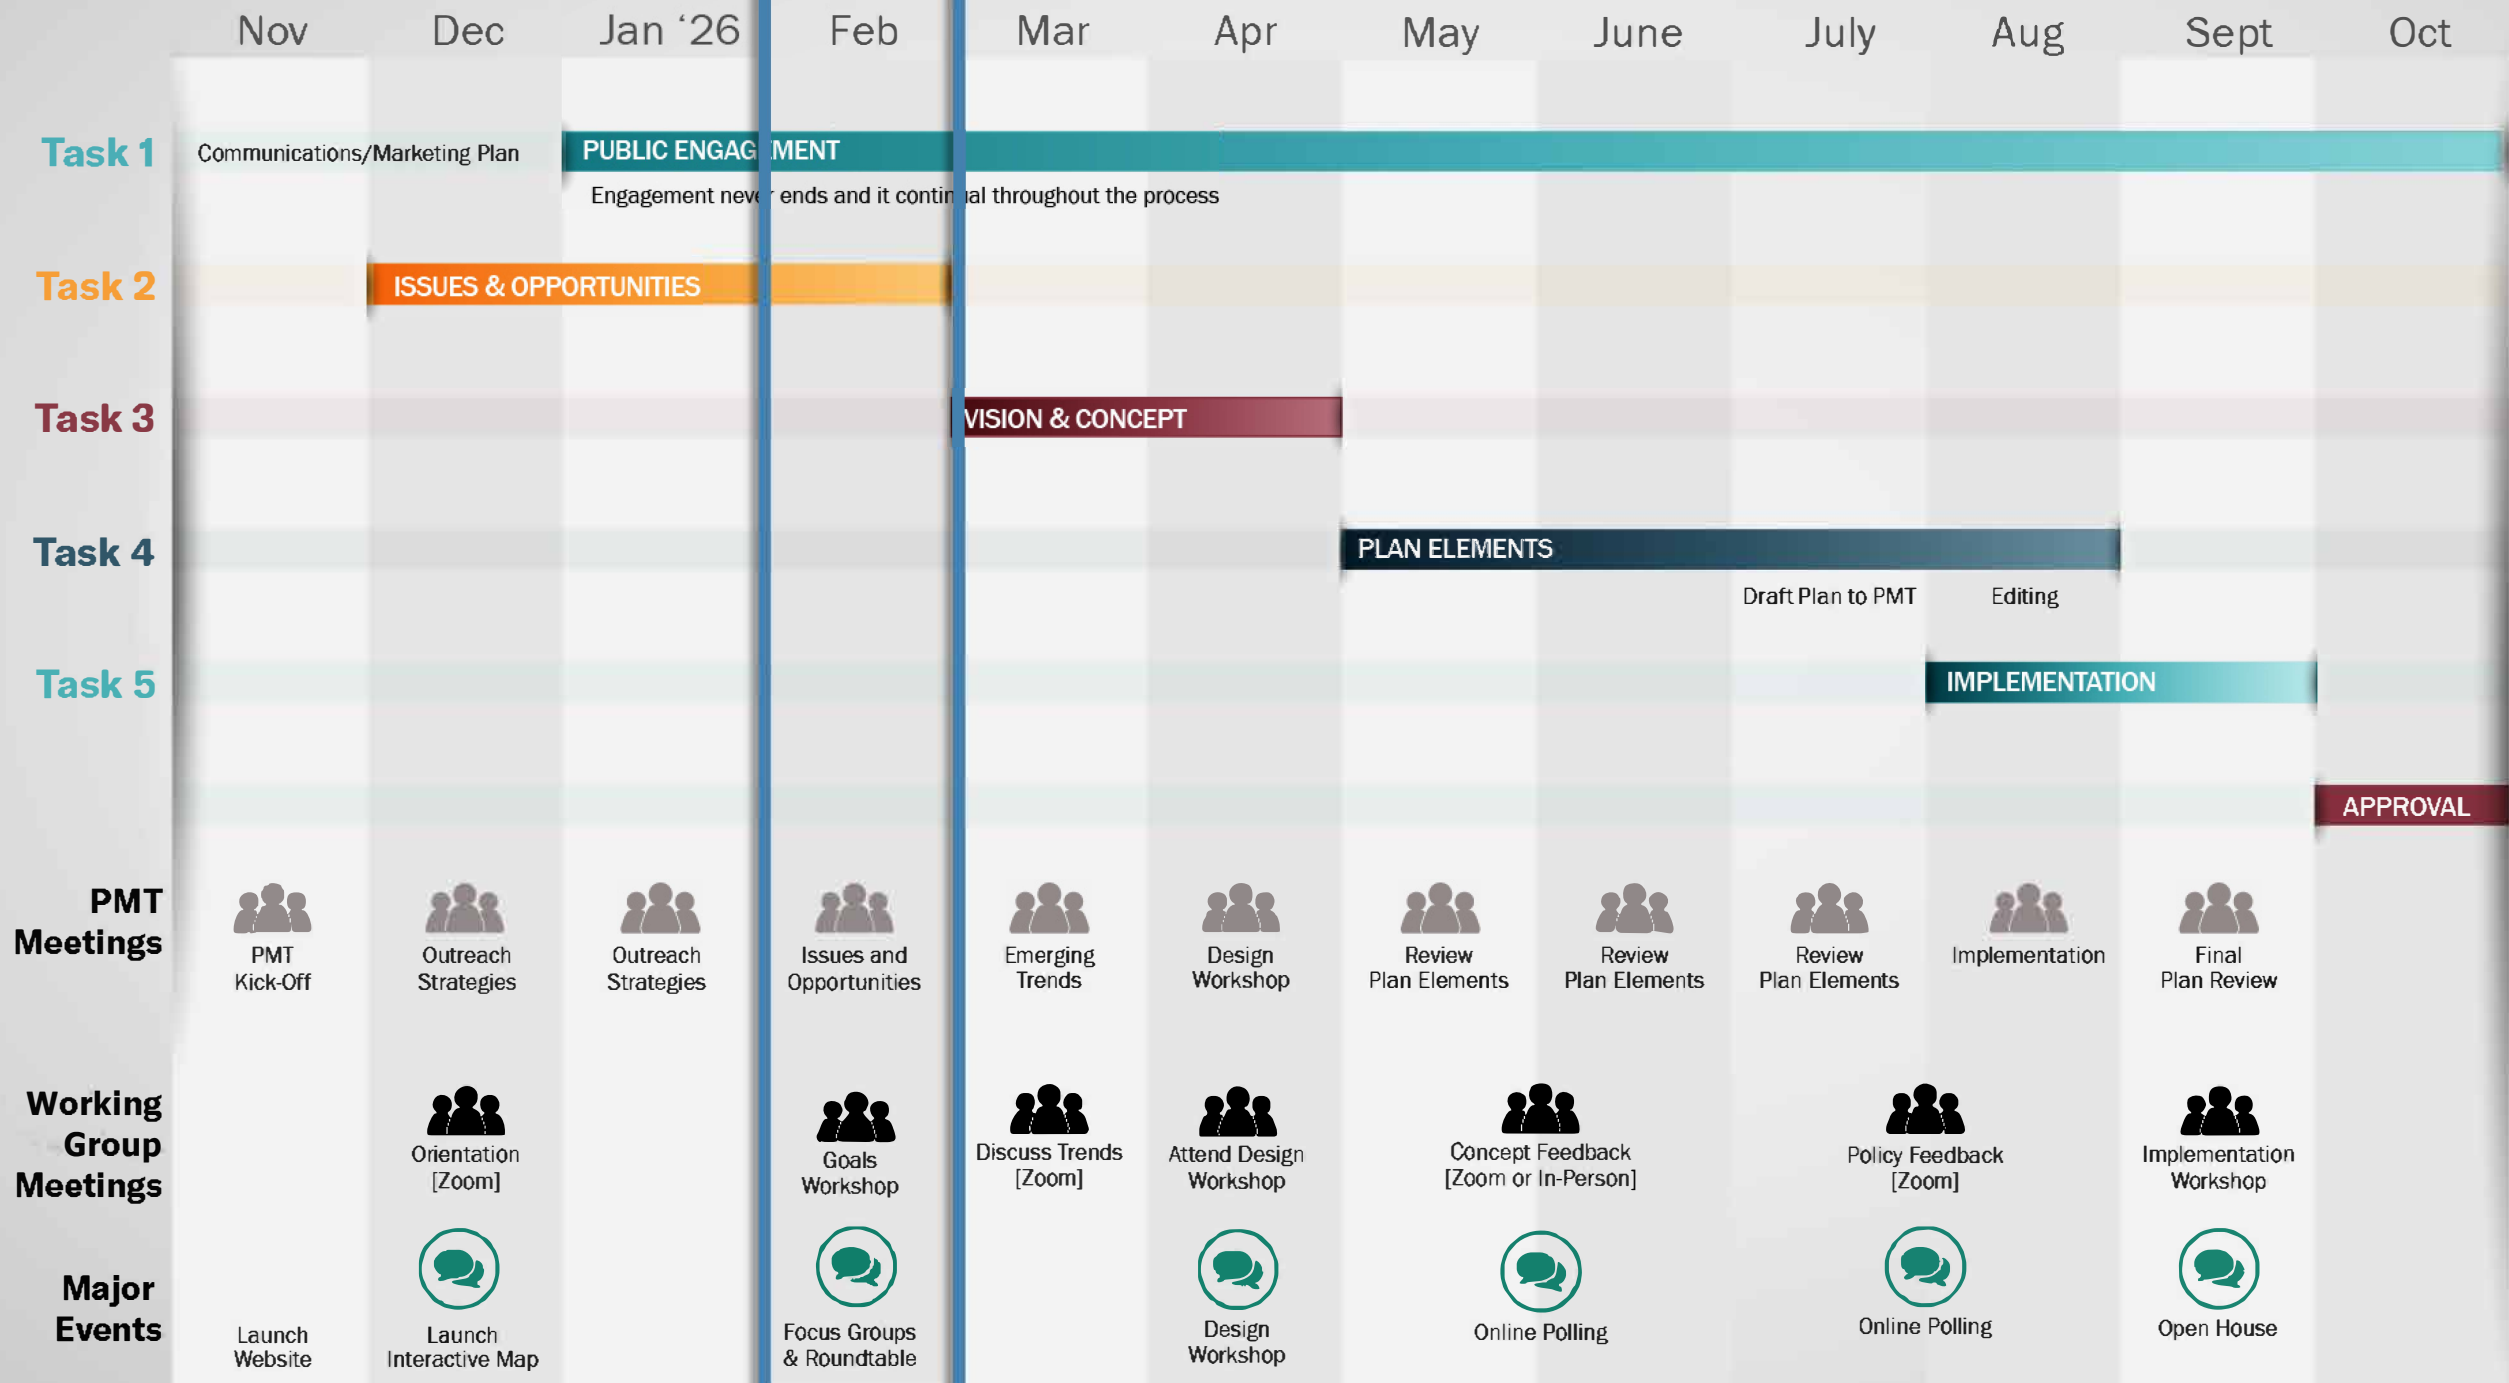 Nov Dec Jan ‘26 Feb Mar Apr May June July Aug Sept Oct
Task 1
Communications/Marketing Plan
PUBLIC ENGAGEMENT
Engagement never ends and it continual throughout the process
Task 2
ISSUES & OPPORTUNITIES
Task 3
VISION & CONCEPT
Task 4
PLAN ELEMENTS
Draft Plan to PMT
Editing
Task 5
IMPLEMENTATION
APPROVAL
PMT
Meetings
PMT
Kick-Off
Outreach
Strategies
Outreach
Strategies
Issues and
Opportunities
Emerging
Trends
Design
Workshop
Review
Plan Elements
Review
Plan Elements
Review
Plan Elements
Implementation
Final
Plan Review
Working
Group
Meetings
Orientation
[Zoom]
Goals
Workshop
Discuss Trends
[Zoom]
Attend Design
Workshop
Concept Feedback
[Zoom or In-Person]
Policy Feedback
[Zoom]
Implementation
Workshop
Major
Events
Launch
Website
Launch
Interactive Map
Focus Groups
& Roundtable
Design
Workshop
Online Polling
Online Polling
Open House